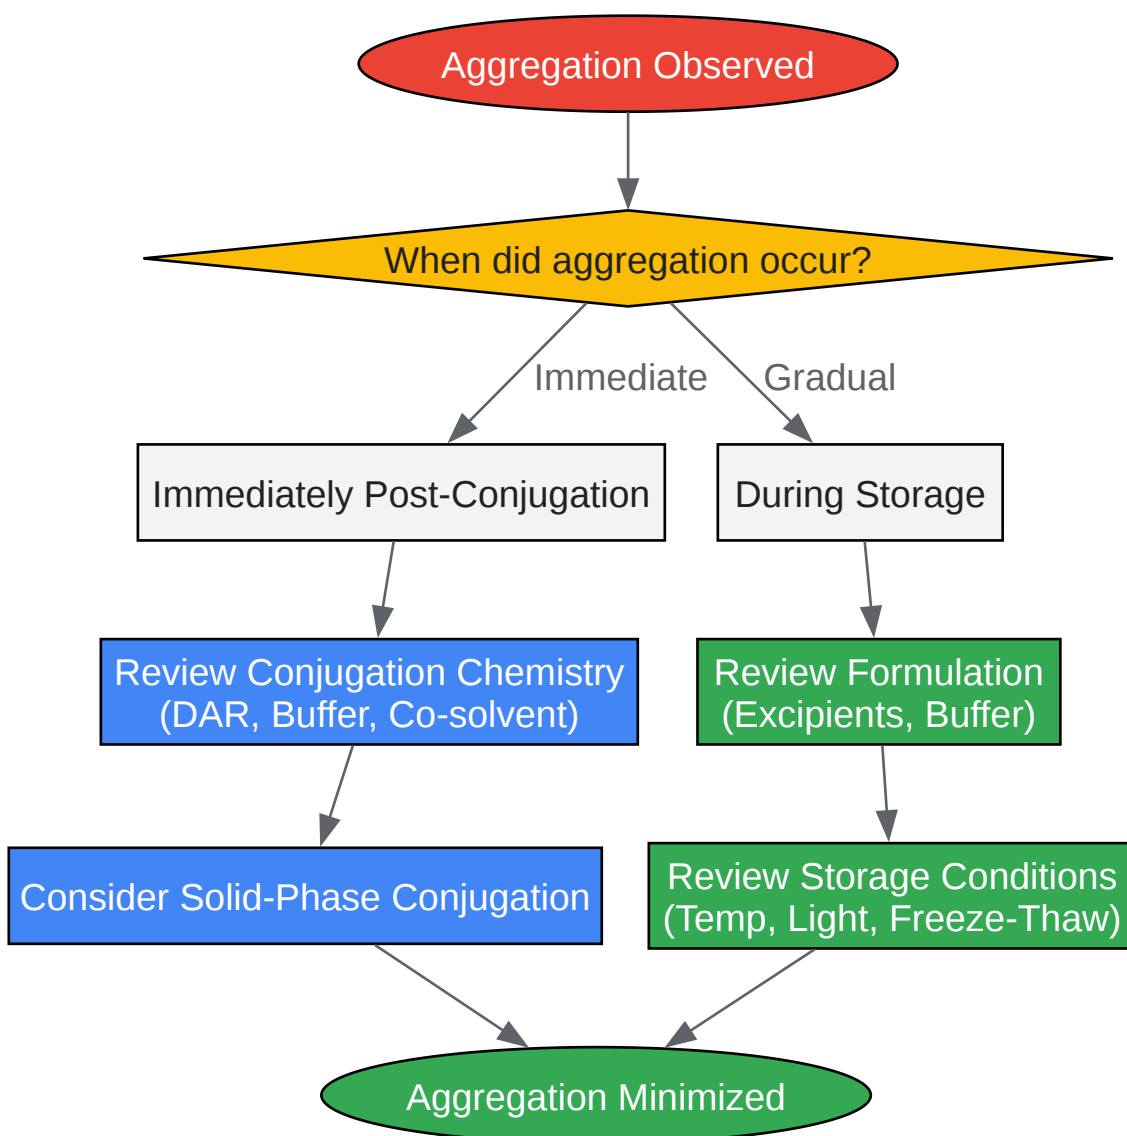 Aggregation Observed
When did aggregation occur?
Immediate
Gradual
Immediately Post-Conjugation
During Storage
Review Conjugation Chemistry
(DAR, Buffer, Co-solvent)
Review Formulation
(Excipients, Buffer)
Consider Solid-Phase Conjugation
Review Storage Conditions
(Temp, Light, Freeze-Thaw)
Aggregation Minimized